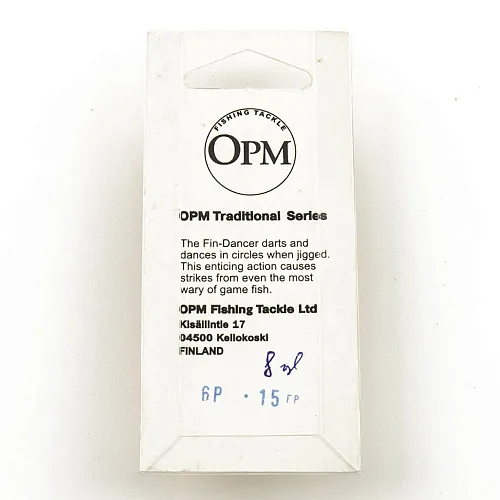 FISHING TACKLE
OPM
OPM Traditional Series
The Fin-Dancer darts and
dances in circles when jigged.
This enticing action causes
strikes from even the most
wary of game fish.
OPM Fishing Tackle Ltd
Kisällintie 17
04500 Kellokoski
FINLAND
8
6P · 15 FP